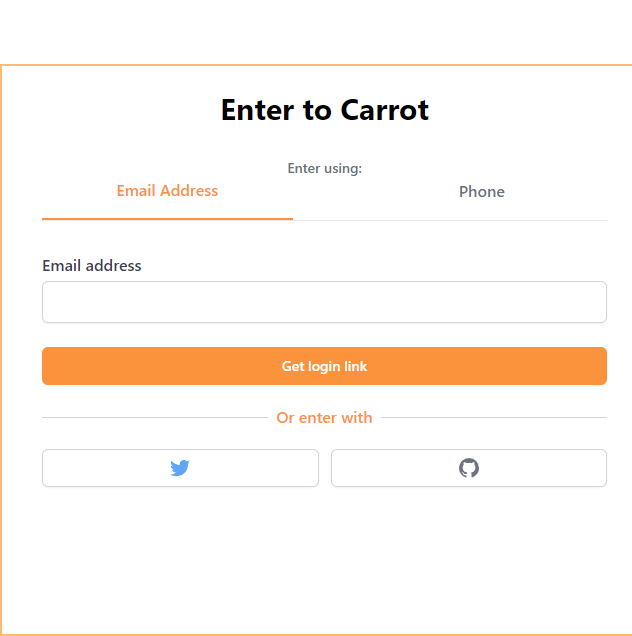 Enter to Carrot
Enter using:
Email Address
Phone
Email address
Get login link
Or enter with